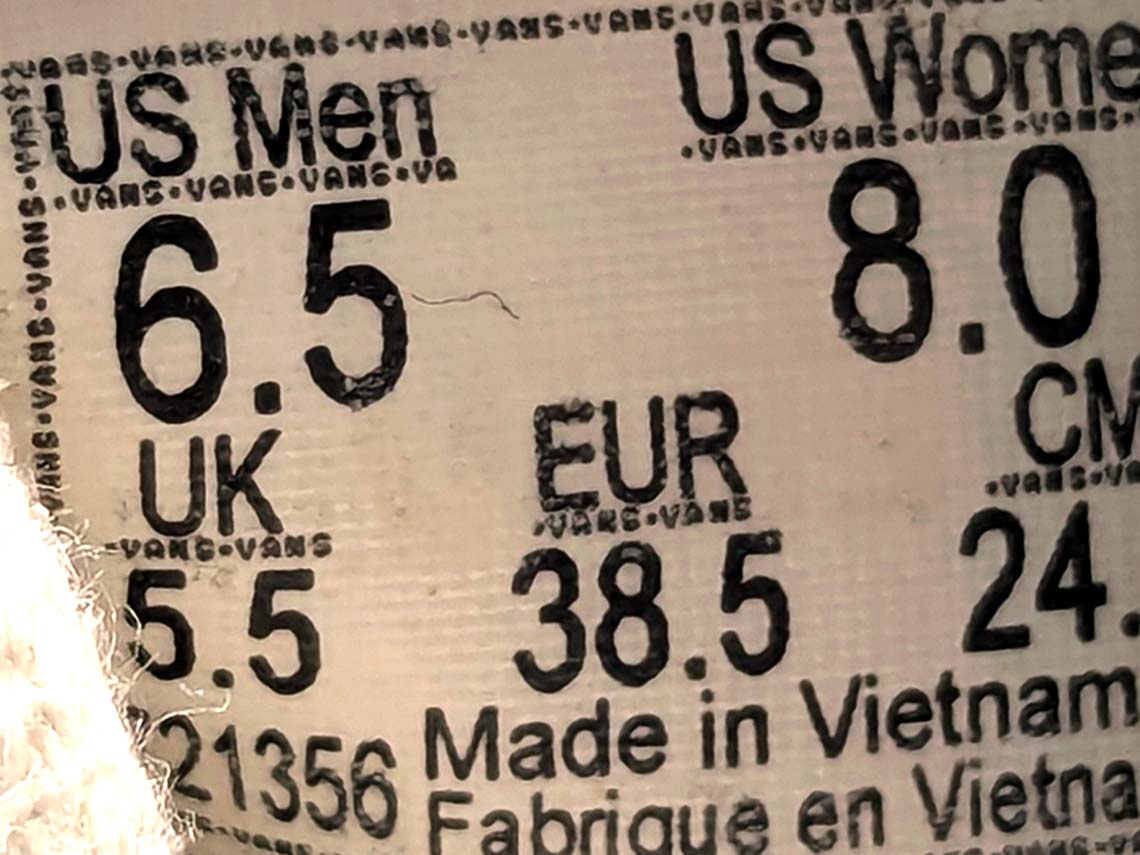 VANS•VANS•VANS•VANS•VANS•VANS•VANS
US Men US Wome
•VANS•VANS•VANS•VA •VANS•VANS•VANS•VANS•
6.5 8.0
UK EUR CM
•VANS•VANS •VANS•VANS •VANS•VA
5.5 38.5 24.
21356 Made in Vietnam
Fabrique en Vietna